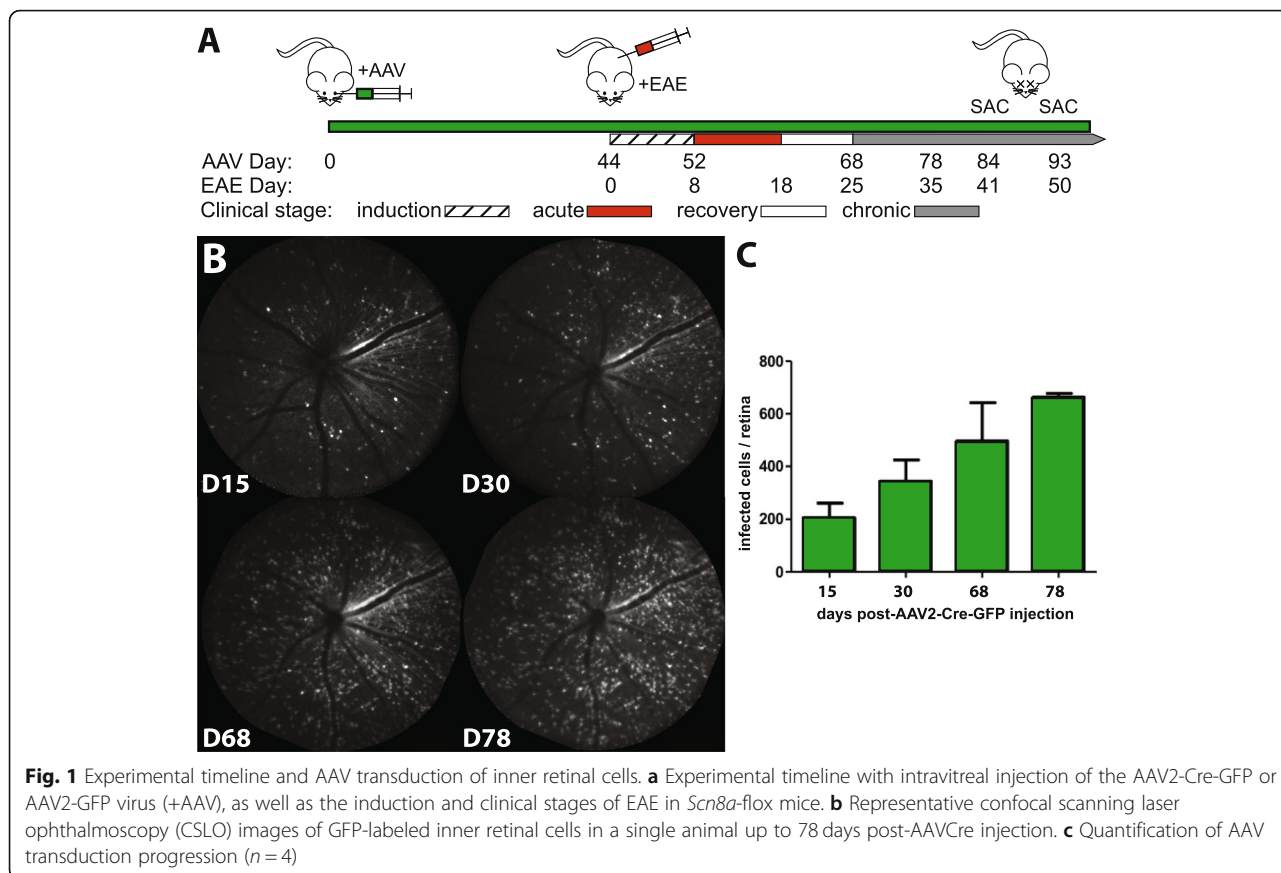 A
+AAV
+EAE
SAC SAC
AAV Day: 0 44 52 68 78 84 93
EAE Day: 0 8 18 25 35 41 50
Clinical stage: induction acute recovery chronic
B
D15
D30
D68
D78
C
800
600
400
200
0
infected cells / retina
15 30 68 78
days post-AAV2-Cre-GFP injection
Fig. 1 Experimental timeline and AAV transduction of inner retinal cells. a Experimental timeline with intravitreal injection of the AAV2-Cre-GFP or
AAV2-GFP virus (+AAV), as well as the induction and clinical stages of EAE in Scn8a-flox mice. b Representative confocal scanning laser
ophthalmoscopy (CSLO) images of GFP-labeled inner retinal cells in a single animal up to 78 days post-AAVCre injection. c Quantification of AAV
transduction progression (n = 4)